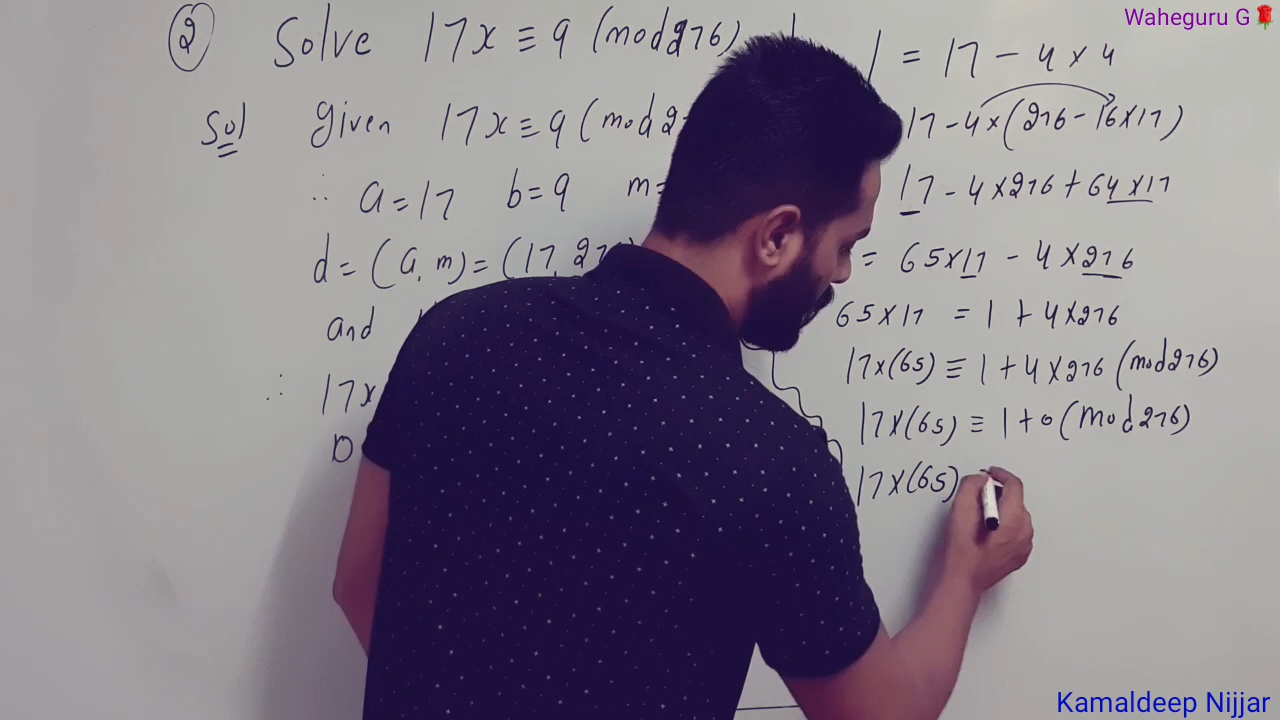 Waheguru G🌹
② Solve 17x ≡ 9 (mod 276)
Sol Given 17x ≡ 9 (mod 2
∴ a = 17 b = 9 m =
d = (a, m) = (17, 27
and
∴ 17x
1 = 17 - 4 × 4
17 - 4 × (276 - 16 × 17)
17 - 4 × 276 + 64 × 17
= 65 × 17 - 4 × 276
65 × 17 = 1 + 4 × 276
17 × (65) ≡ 1 + 4 × 276 (mod 276)
17 × (65) ≡ 1 + 0 (mod 276)
17 × (65)
Kamaldeep Nijjar